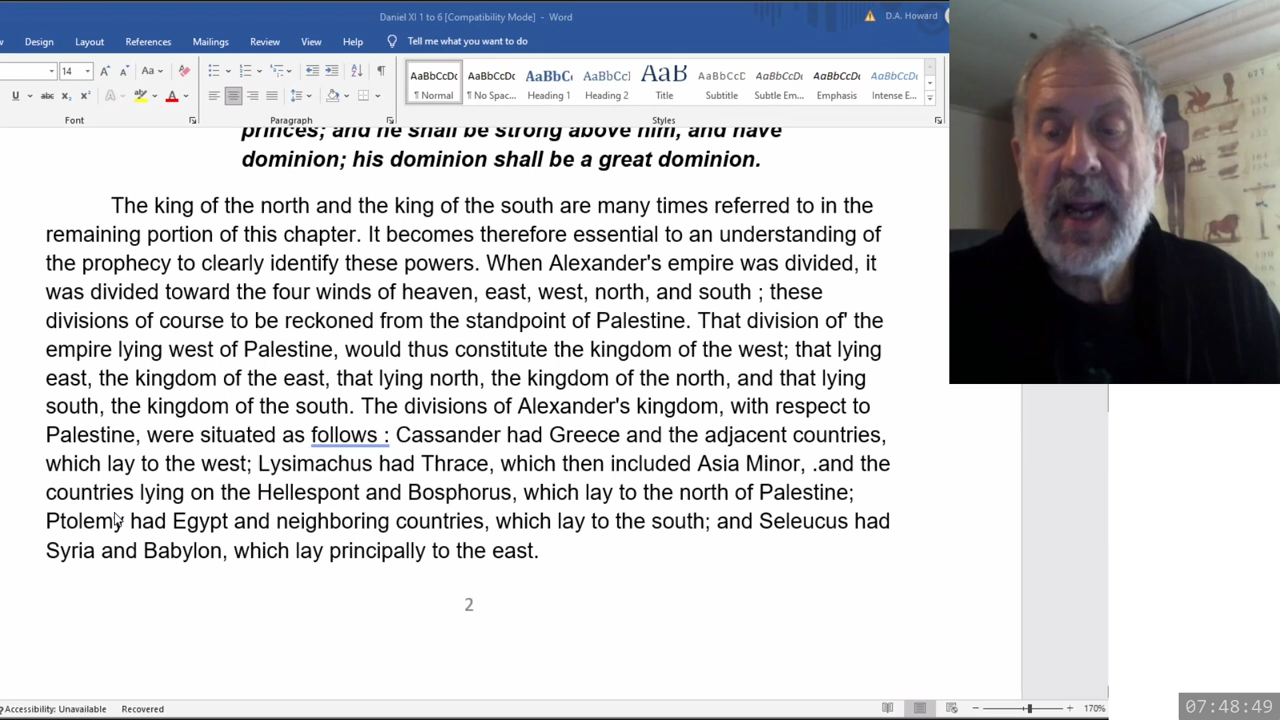 Daniel XI 1 to 6 [Compatibility Mode] - Word
D.A. Howard
Design Layout References Mailings Review View Help Tell me what you want to do
14 Aa
AaBbCcDc AaBbCcDc AaBbC AaBbCcI AaB AaBbCcD AaBbCcDc AaBbCcDc AaBbCcDc
¶ Normal ¶ No Spac... Heading 1 Heading 2 Title Subtitle Subtle Em... Emphasis Intense E...
Font Paragraph Styles
princes; and he shall be strong above him, and have
dominion; his dominion shall be a great dominion.
The king of the north and the king of the south are many times referred to in the
remaining portion of this chapter. It becomes therefore essential to an understanding of
the prophecy to clearly identify these powers. When Alexander's empire was divided, it
was divided toward the four winds of heaven, east, west, north, and south ; these
divisions of course to be reckoned from the standpoint of Palestine. That division of' the
empire lying west of Palestine, would thus constitute the kingdom of the west; that lying
east, the kingdom of the east, that lying north, the kingdom of the north, and that lying
south, the kingdom of the south. The divisions of Alexander's kingdom, with respect to
Palestine, were situated as follows : Cassander had Greece and the adjacent countries,
which lay to the west; Lysimachus had Thrace, which then included Asia Minor, .and the
countries lying on the Hellespont and Bosphorus, which lay to the north of Palestine;
Ptolemy had Egypt and neighboring countries, which lay to the south; and Seleucus had
Syria and Babylon, which lay principally to the east.
2
Accessibility: Unavailable Recovered
170%
07:48:49